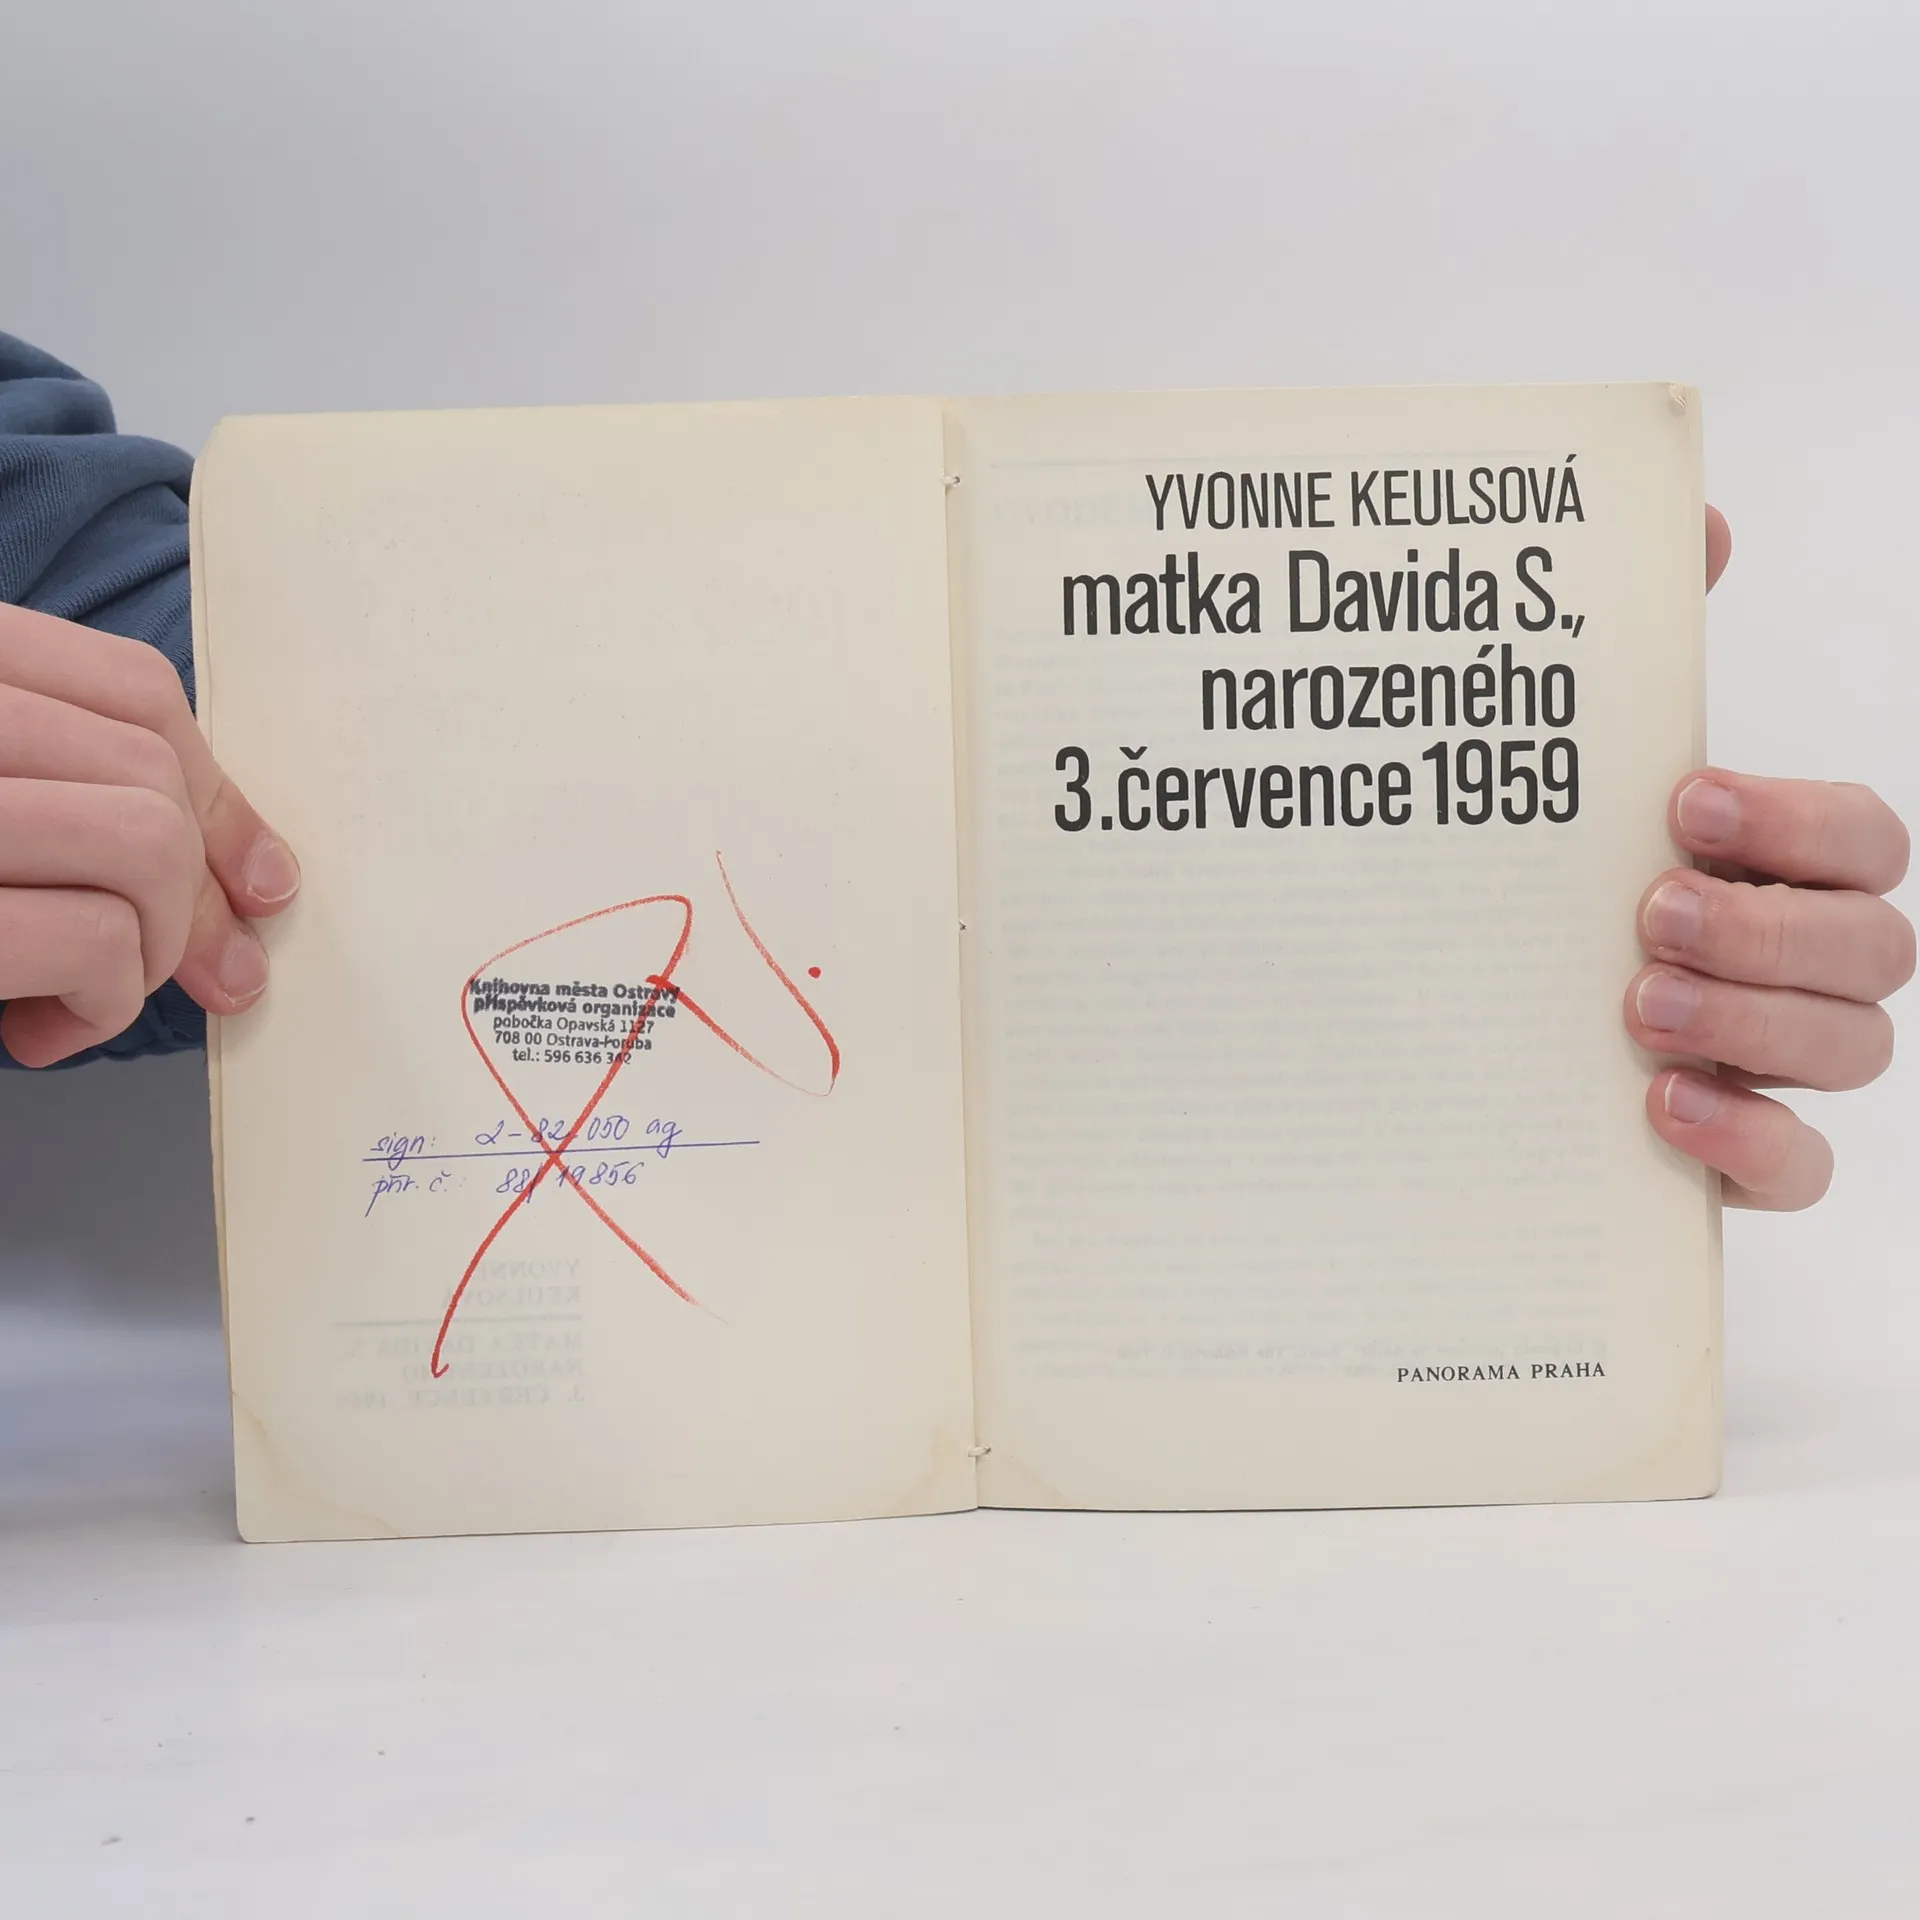 Knihovna města Ostravy
příspěvková organizace
pobočka Opavská 1127
708 00 Ostrava-Poruba
tel.: 596 636 342
sign: 2-82.050 ag
přír. č.: 88/19856
YVONNE KEULSOVÁ
matka Davida S.,
narozeného
3. července 1959
PANORAMA PRAHA